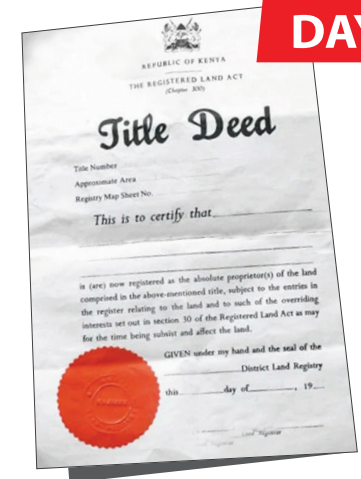 DAY
REPUBLIC OF KENYA
THE REGISTERED LAND ACT
(Chapter 300)
Title Deed
Title Number
Approximate Area
Registry Map Sheet No.
This is to certify that
is (are) now registered as the absolute proprietor(s) of the land
comprised in the above-mentioned title, subject to the entries in
the register relating to the land and to such of the overriding
interests set out in section 30 of the Registered Land Act as may
for the time being subsist and affect the land.
GIVEN under my hand and the seal of the
District Land Registry
this day of , 19
Land Registrar